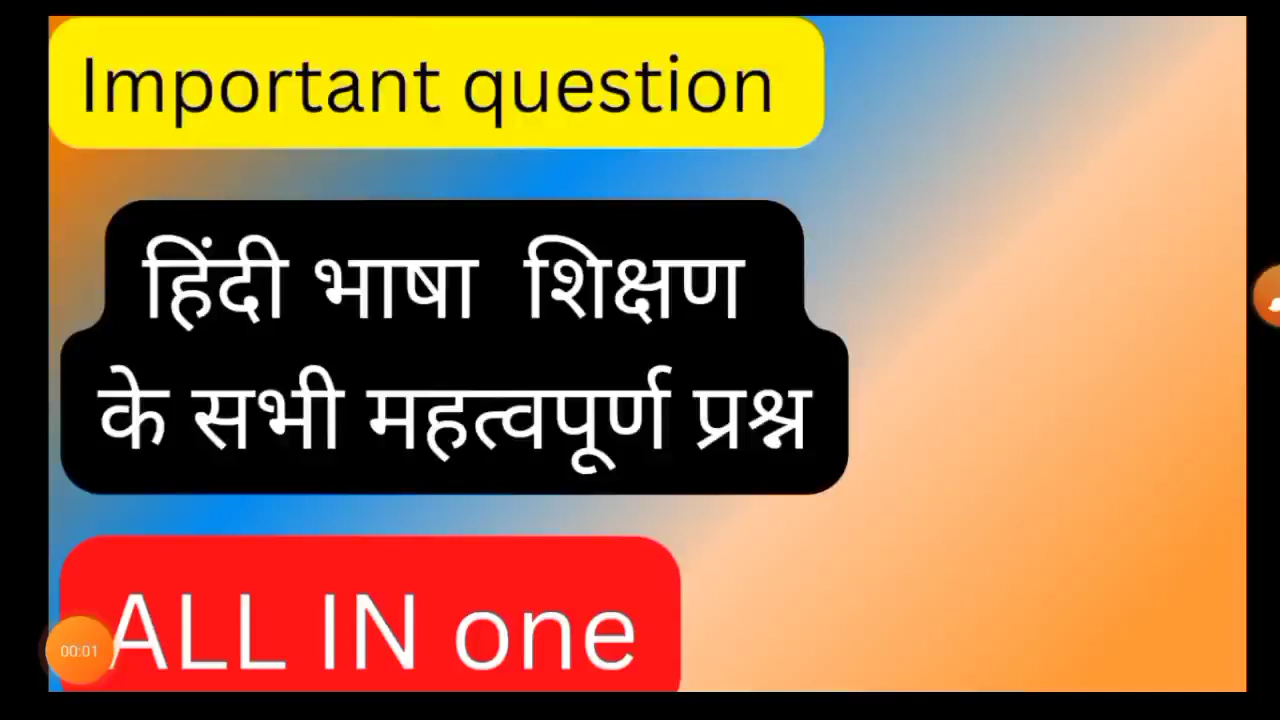 Important question
हिंदी भाषा शिक्षण
के सभी महत्वपूर्ण प्रश्न
ALL IN one
00:01